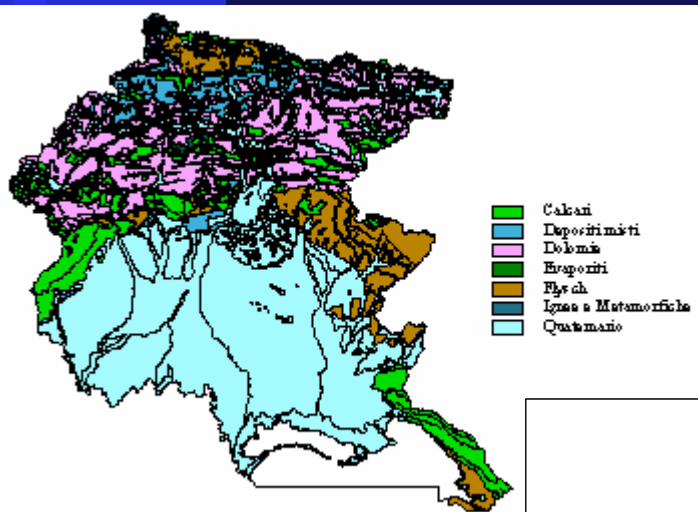 Calcari
Depositi misti
Dolomie
Evaporiti
Flysch
Ignee e Metamorfiche
Quaternario